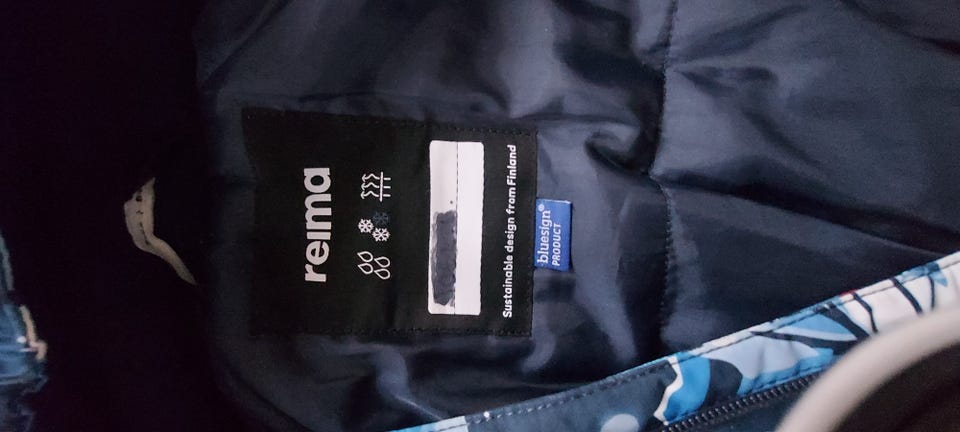 reima
Sustainable design from Finland
bluesign®
PRODUCT